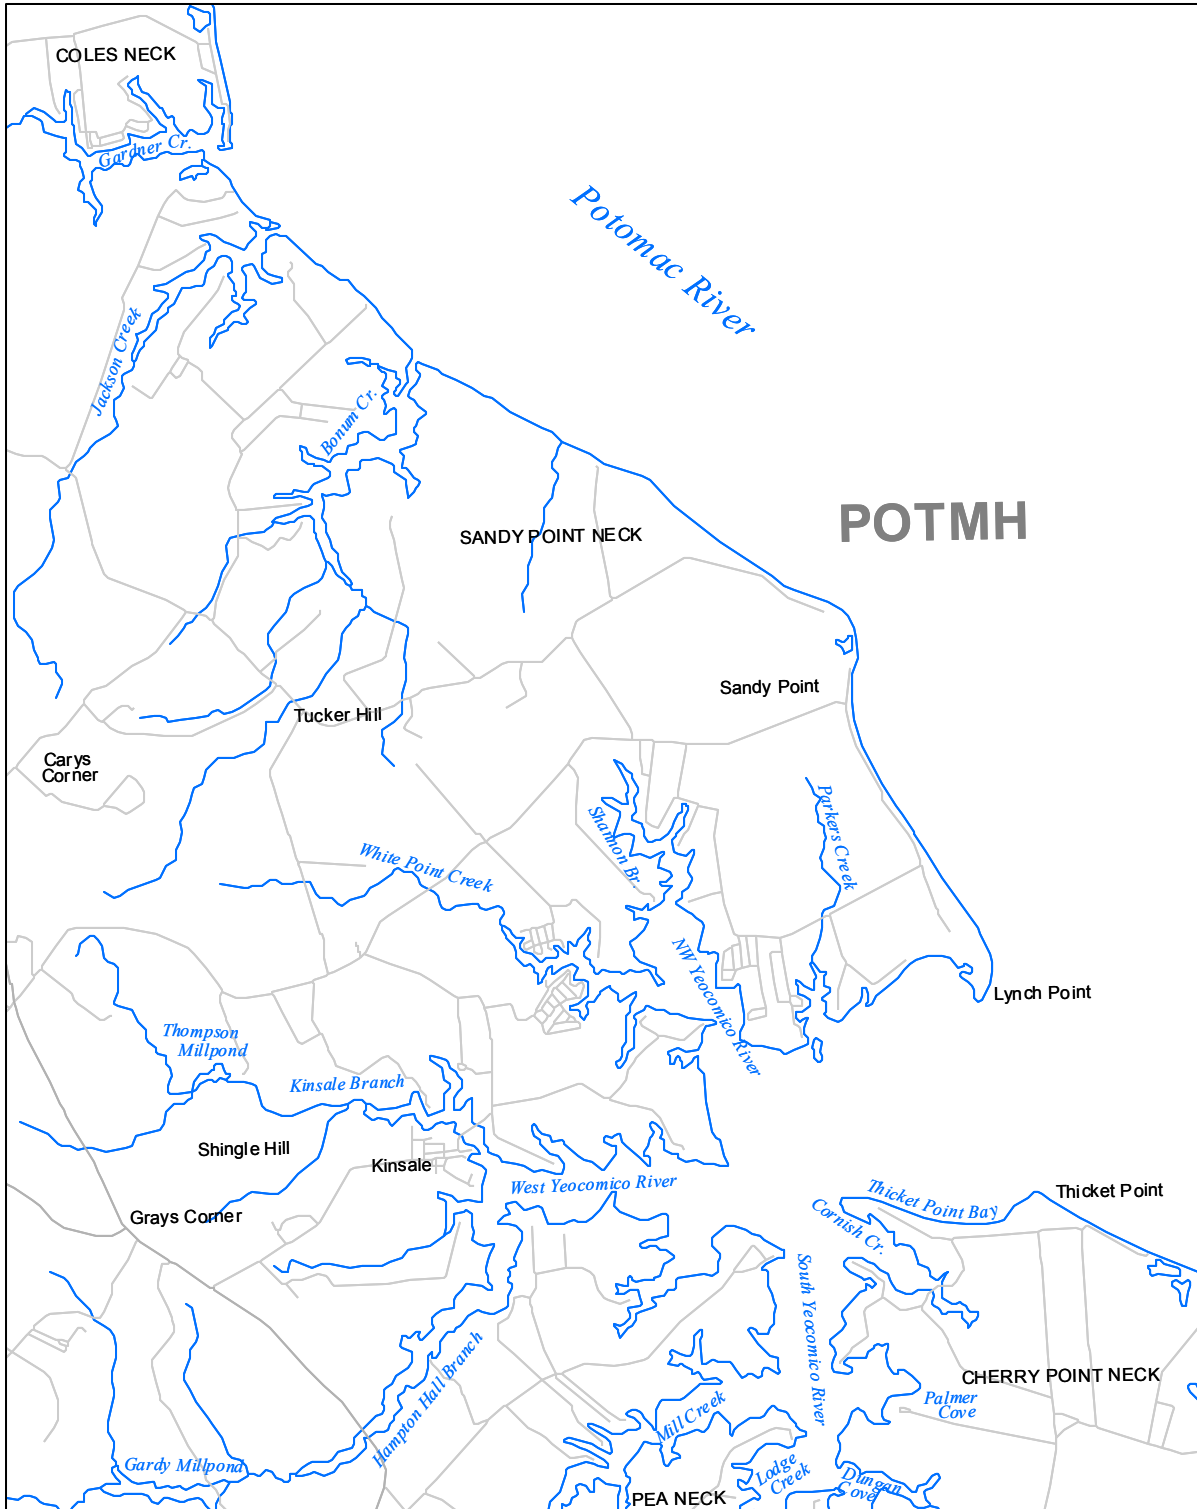 COLES NECK
Gardner Cr.
Potomac River
Jackson Creek
Bonum Cr.
POTMH
SANDY POINT NECK
Sandy Point
Tucker Hill
Carys
Corner
Parkers Creek
Shannon Br.
White Point Creek
NW Yeocomico River
Lynch Point
Thompson
Millpond
Kinsale Branch
Shingle Hill
Kinsale
West Yeocomico River
Thicket Point Bay
Thicket Point
Grays Corner
Cornish Cr.
South Yeocomico River
Hampton Hall Branch
CHERRY POINT NECK
Palmer
Cove
Mill Creek
Gardy Millpond
Lodge
Creek
Dungan
Cove
PEA NECK